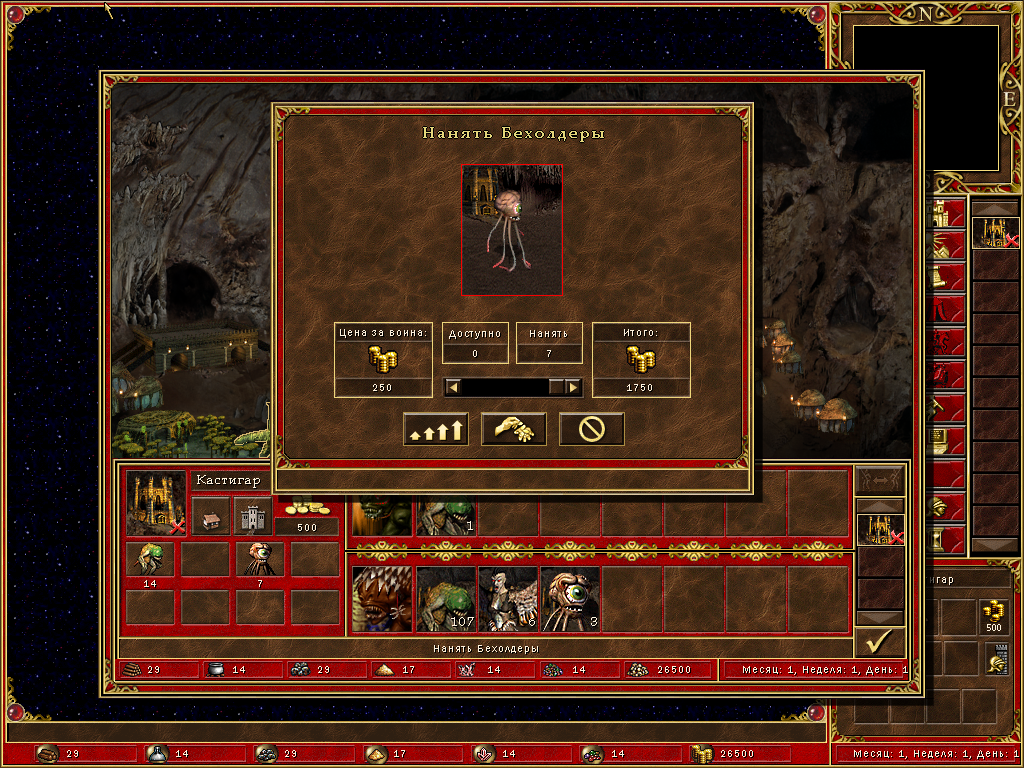 N
E
Нанять Бехолдеры
Цена за воина:
250
Доступно
0
Нанять
7
Итого:
1750
Кастигар
500
14
7
1
107
6
3
Нанять Бехолдеры
29
14
29
17
14
14
26500
Месяц: 1, Неделя: 1, День: 1
игар
500
29
14
29
17
14
14
26500
Месяц: 1, Неделя: 1, День: 1